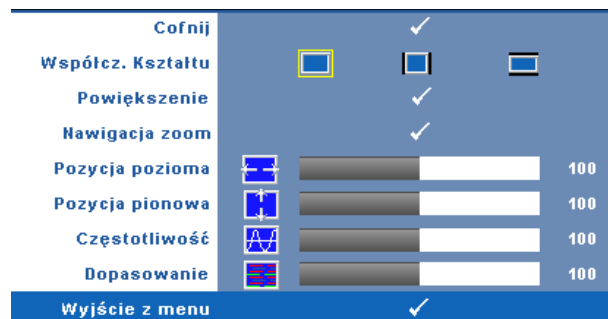 Cofnij
Współcz. Kształtu
Powiększenie
Nawigacja zoom
Pozycja pozioma 100
Pozycja pionowa 100
Częstotliwość 100
Dopasowanie 100
Wyjście z menu